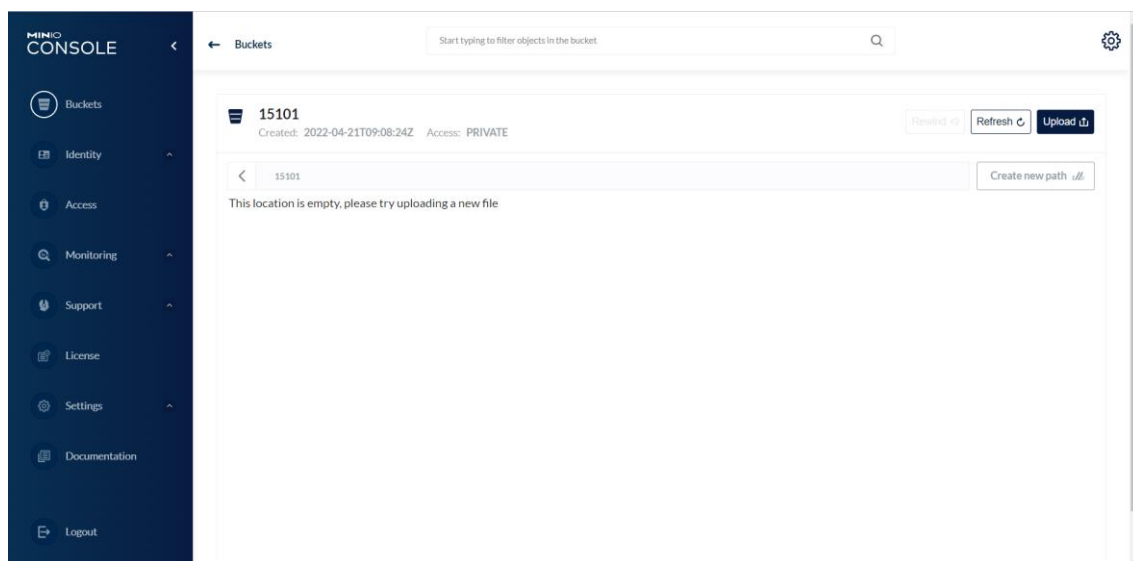 MINIO
CONSOLE
Buckets
Identity
Access
Monitoring
Support
License
Settings
Documentation
Logout
Buckets
Start typing to filter objects in the bucket
15101
Created: 2022-04-21T09:08:24Z Access: PRIVATE
Rewind
Refresh
Upload
15101
Create new path
This location is empty, please try uploading a new file